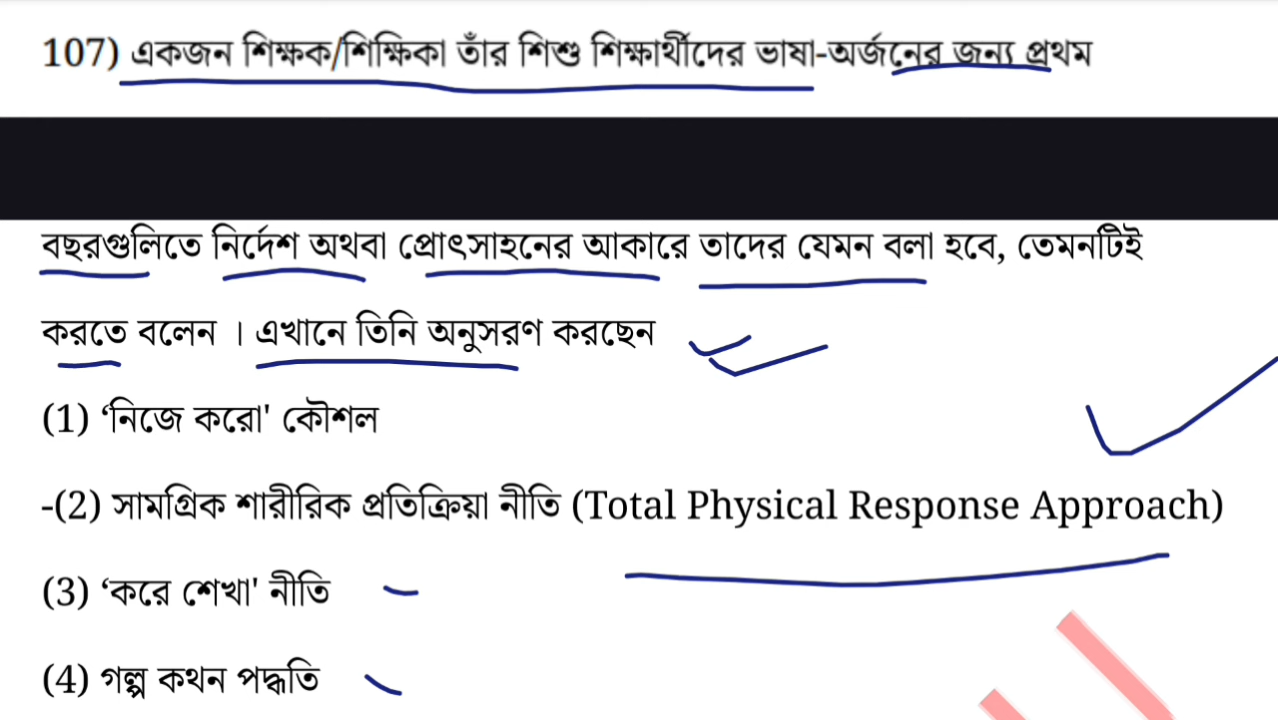 107) একজন শিক্ষক/শিক্ষিকা তাঁর শিশু শিক্ষার্থীদের ভাষা-অর্জনের জন্য প্রথম
বছরগুলিতে নির্দেশ অথবা প্রোৎসাহনের আকারে তাদের যেমন বলা হবে, তেমনটিই
করতে বলেন । এখানে তিনি অনুসরণ করছেন
(1) ‘নিজে করো' কৌশল
-(2) সামগ্রিক শারীরিক প্রতিক্রিয়া নীতি (Total Physical Response Approach)
(3) ‘করে শেখা' নীতি
(4) গল্প কথন পদ্ধতি